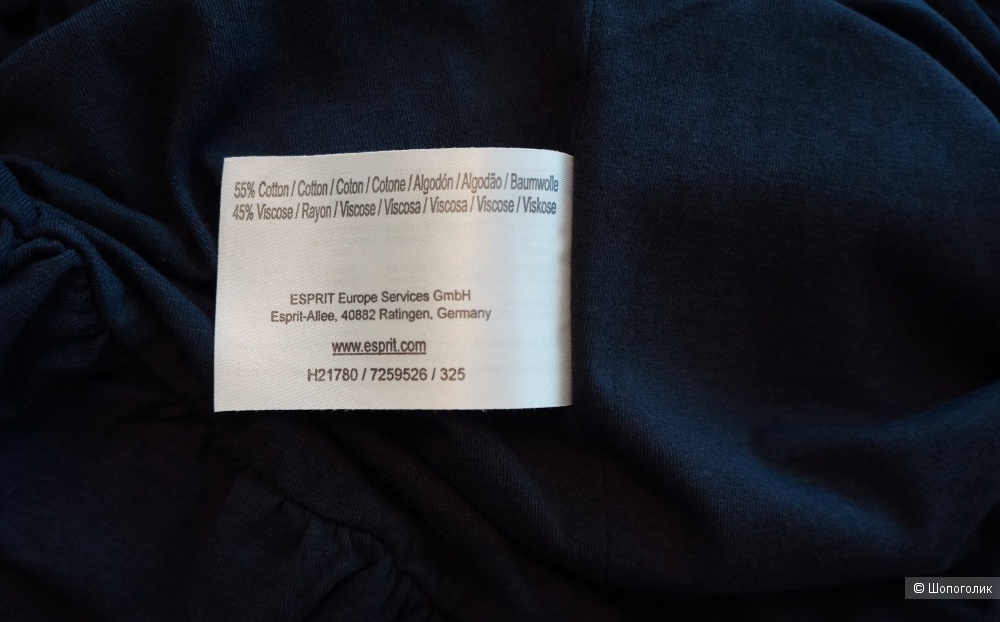 55% Cotton / Cotton / Coton / Cotone / Algodón / Algodão / Baumwolle
45% Viscose / Rayon / Viscose / Viscosa / Viscosa / Viscose / Viskose
ESPRIT Europe Services GmbH
Esprit-Allee, 40882 Ratingen, Germany
www.esprit.com
H21780 / 7259526 / 325
© Шопоголик